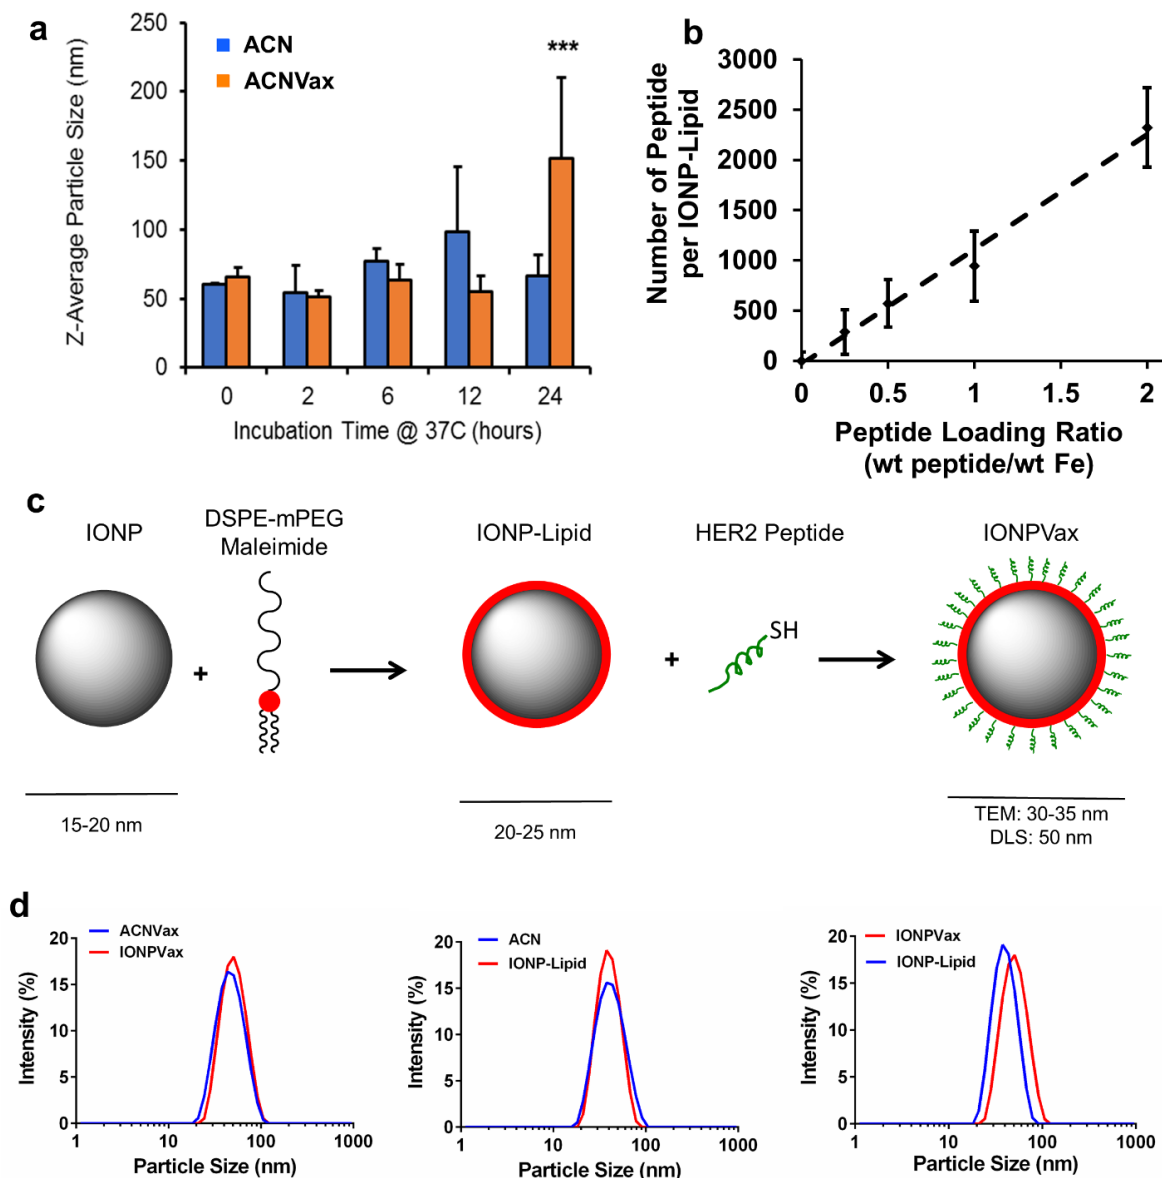 a
250
200
150
100
50
0
Z-Average Particle Size (nm)
ACN
ACNVax
***
0 2 6 12 24
Incubation Time @ 37C (hours)
b
3000
2500
2000
1500
1000
500
0
Number of Peptide
per IONP-Lipid
0 0.5 1 2
Peptide Loading Ratio
(wt peptide/wt Fe)
c
IONP
DSPE-mPEG
Maleimide
IONP-Lipid
HER2 Peptide
IONPVax
+
+
SH
15-20 nm
20-25 nm
TEM: 30-35 nm
DLS: 50 nm
d
ACNVax
IONPVax
20
15
10
5
0
Intensity (%)
1 10 100 1000
Particle Size (nm)
ACN
IONP-Lipid
20
15
10
5
0
Intensity (%)
1 10 100 1000
Particle Size (nm)
IONPVax
IONP-Lipid
20
15
10
5
0
Intensity (%)
1 10 100 1000
Particle Size (nm)